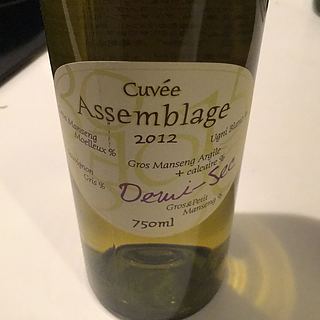 Cuvée
Assemblage
2012
Manseng
Moelleux %
Ugni Blanc
Gros Manseng Argile
+ calcaire %
Sauvignon
Gris %
Demi-Sec
Gros&Petit
Manseng %
750ml